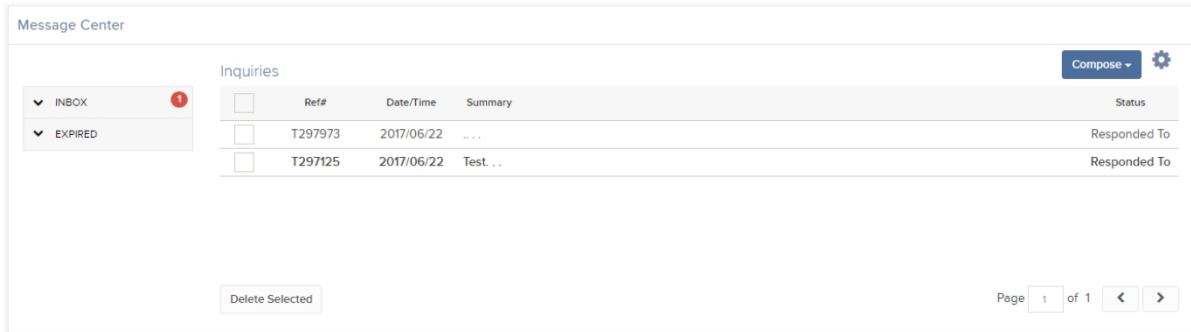 Message Center
Inquiries
Compose
INBOX 1
EXPIRED
Ref# Date/Time Summary Status
T297973 2017/06/22 .. . . Responded To
T297125 2017/06/22 Test. . . Responded To
Delete Selected
Page 1 of 1